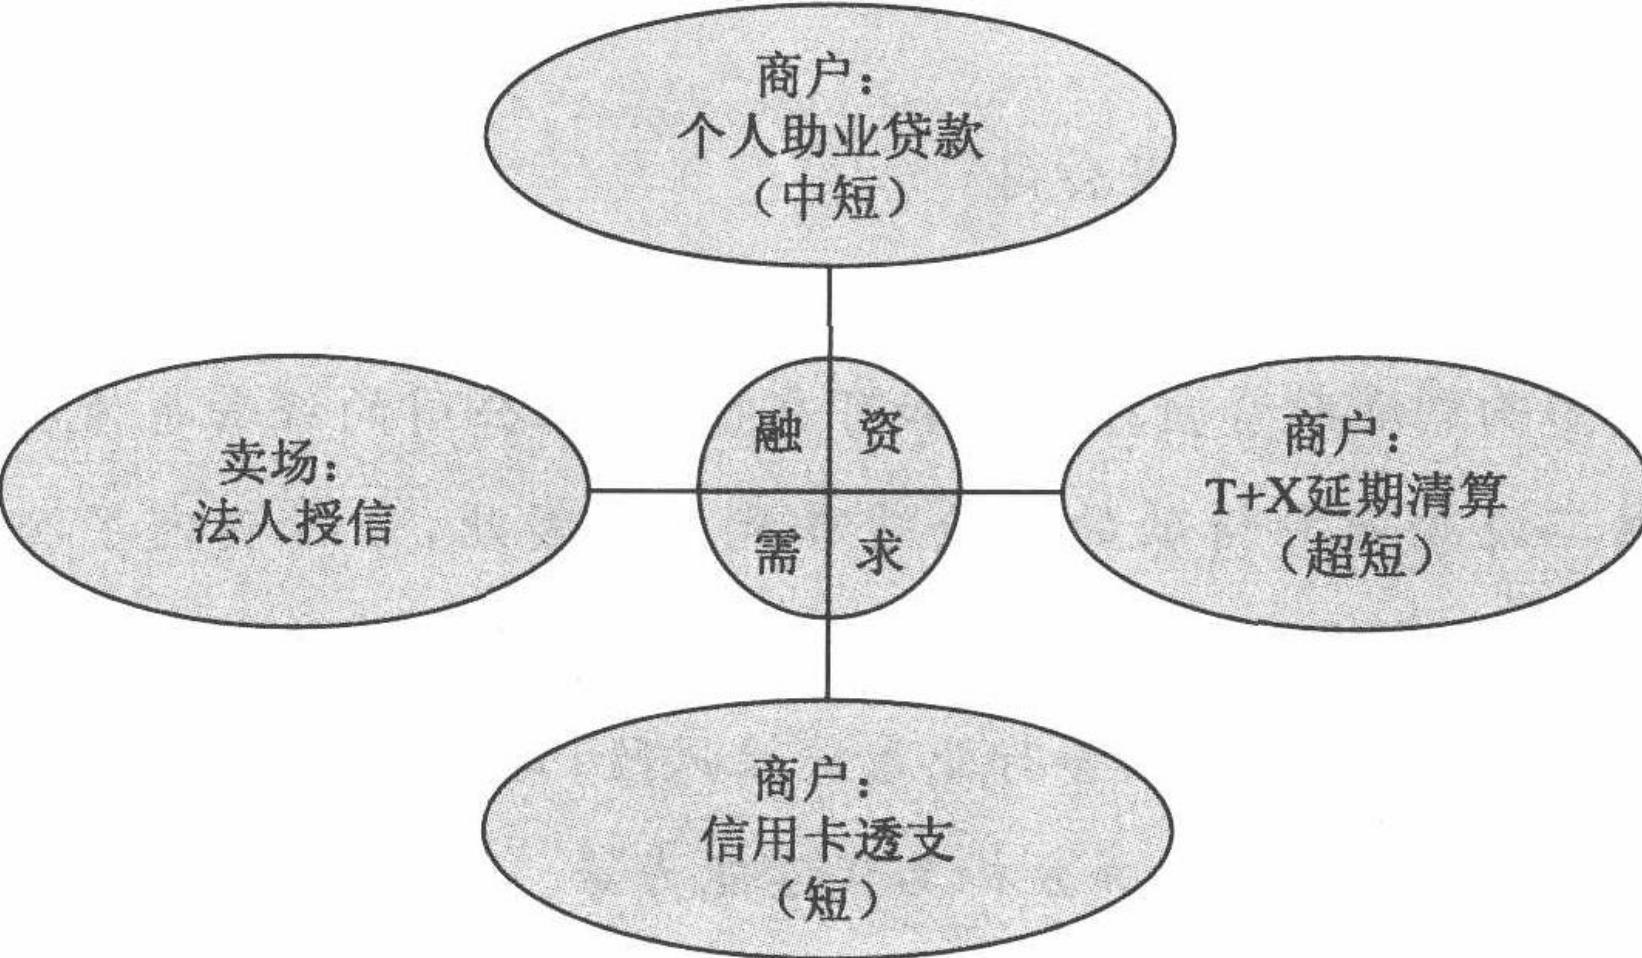 商户：
个人助业贷款
（中短）
卖场：
法人授信
融 资
需 求
商户：
T+X延期清算
（超短）
商户：
信用卡透支
（短）